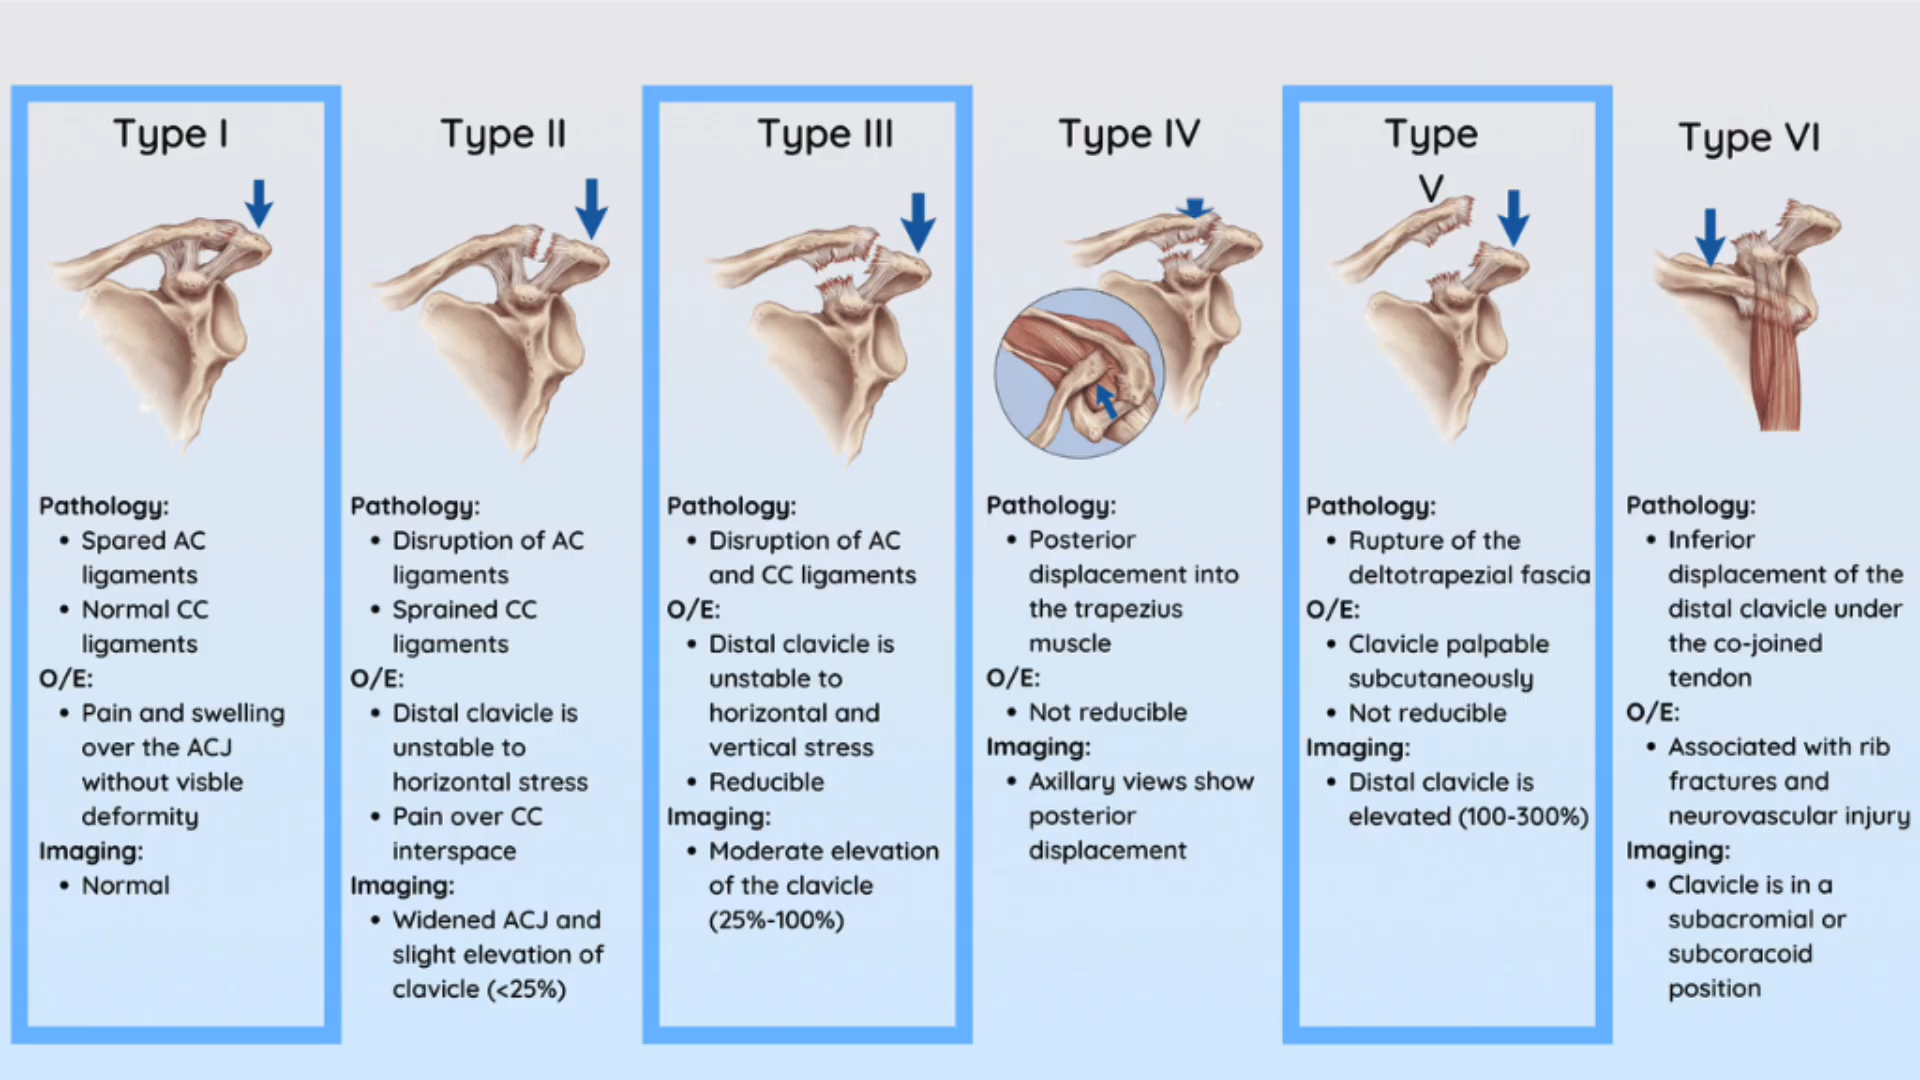 Type I
Pathology:
• Spared AC
ligaments
• Normal CC
ligaments
O/E:
• Pain and swelling
over the ACJ
without visble
deformity
Imaging:
• Normal
Type II
Pathology:
• Disruption of AC
ligaments
• Sprained CC
ligaments
O/E:
• Distal clavicle is
unstable to
horizontal stress
• Pain over CC
interspace
Imaging:
• Widened ACJ and
slight elevation of
clavicle (<25%)
Type III
Pathology:
• Disruption of AC
and CC ligaments
O/E:
• Distal clavicle is
unstable to
horizontal and
vertical stress
• Reducible
Imaging:
• Moderate elevation
of the clavicle
(25%-100%)
Type IV
Pathology:
• Posterior
displacement into
the trapezius
muscle
O/E:
• Not reducible
Imaging:
• Axillary views show
posterior
displacement
Type
V
Pathology:
• Rupture of the
deltotrapezial fascia
O/E:
• Clavicle palpable
subcutaneously
• Not reducible
Imaging:
• Distal clavicle is
elevated (100-300%)
Type VI
Pathology:
• Inferior
displacement of the
distal clavicle under
the co-joined
tendon
O/E:
• Associated with rib
fractures and
neurovascular injury
Imaging:
• Clavicle is in a
subacromial or
subcoracoid
position